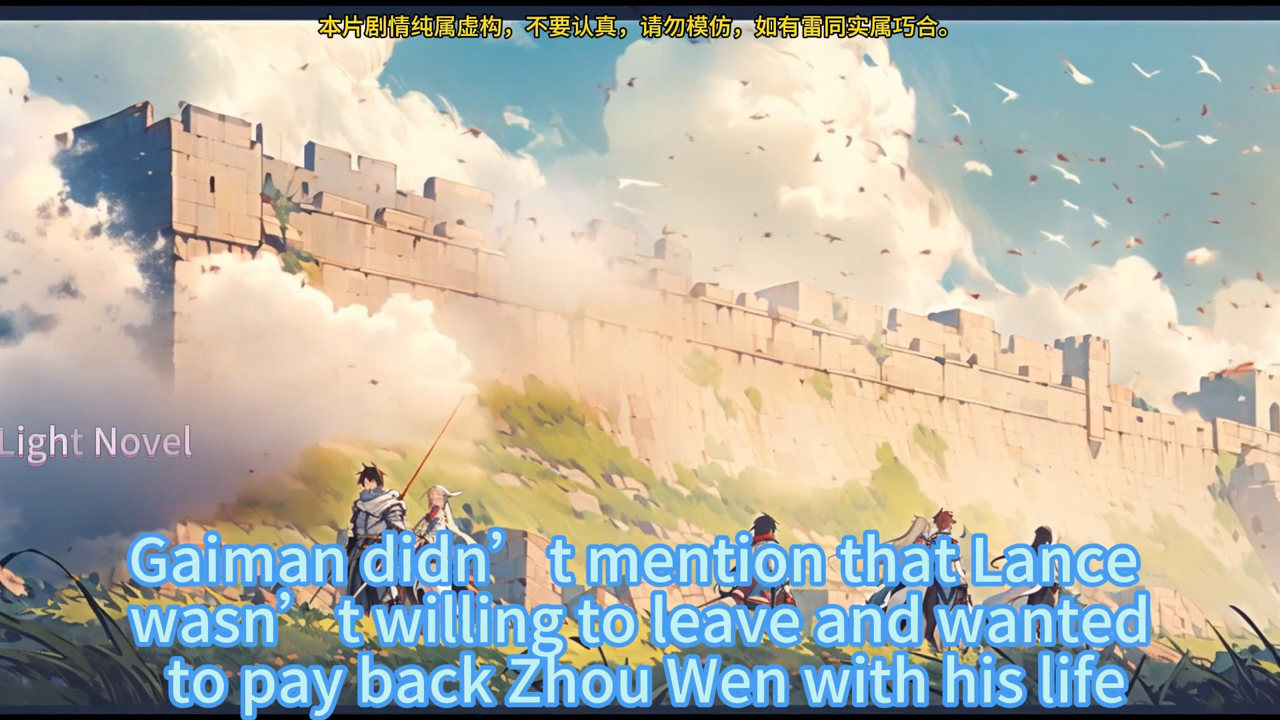 本片剧情纯属虚构，不要认真，请勿模仿，如有雷同实属巧合。
Light Novel
Gaiman didn’t mention that Lance
wasn’t willing to leave and wanted
to pay back Zhou Wen with his life